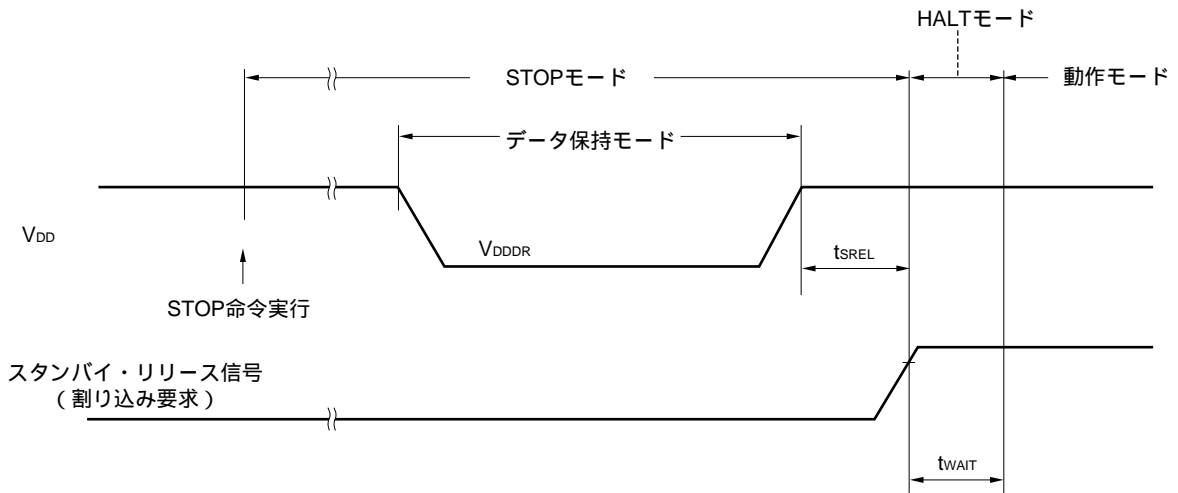 HALTモード
STOPモード
動作モード
データ保持モード
VDD
VDDDR
tSREL
STOP命令実行
スタンバイ・リリース信号
(割り込み要求)
tWAIT